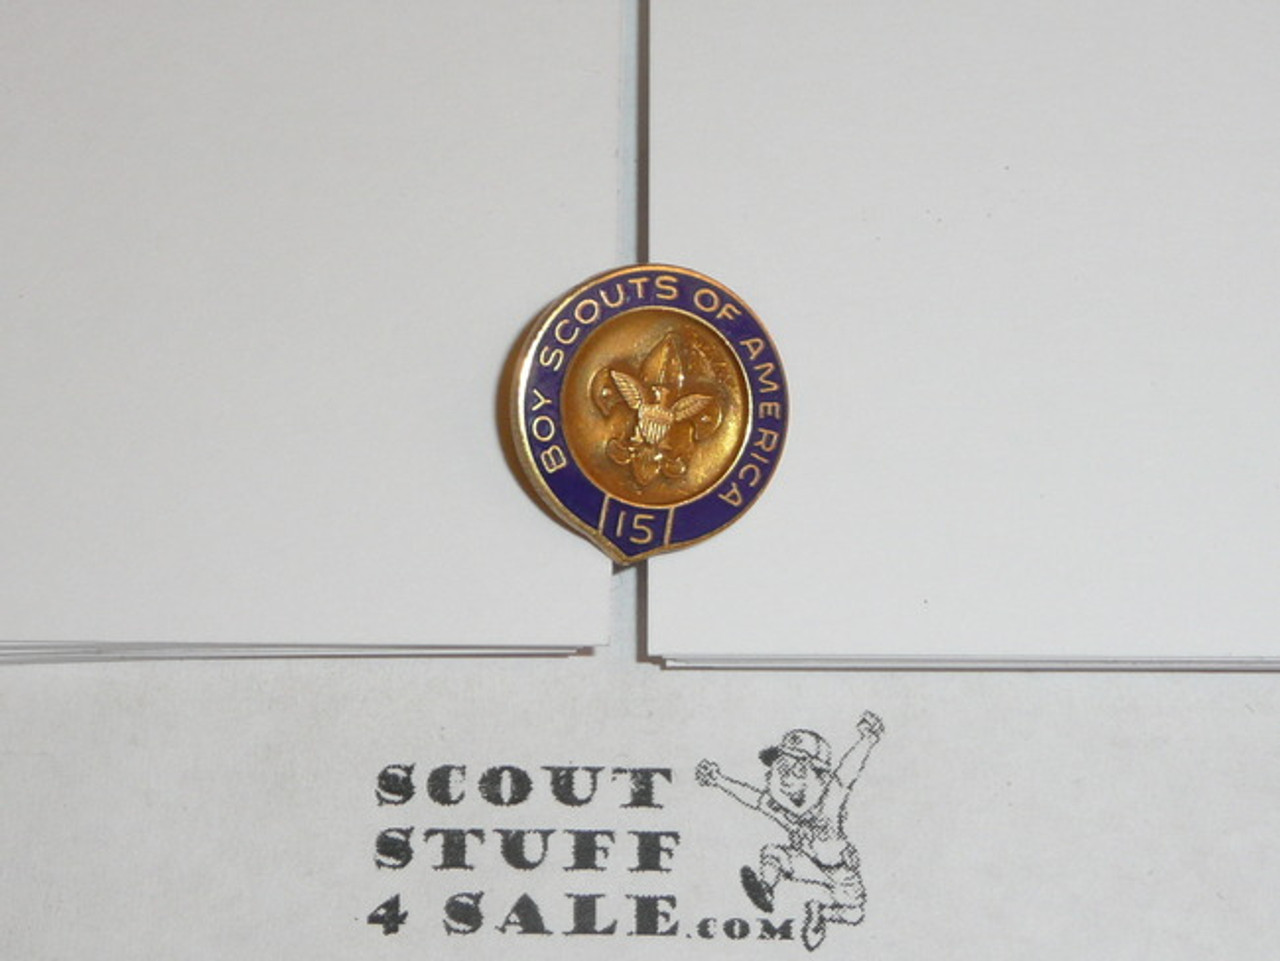 BOY SCOUTS OF AMERICA
15
SCOUT
STUFF
4 SALE.COM